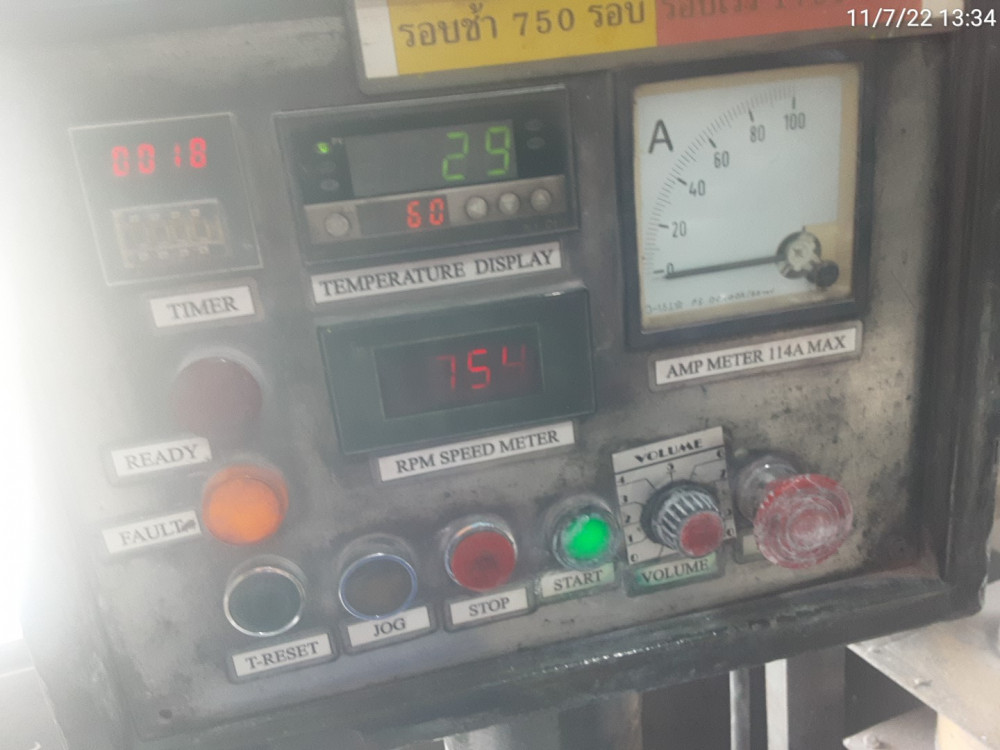 11/7/22 13:34
รอบช้า 750 รอบ
0018
29
60
A
0 20 40 60 80 100
TIMER
TEMPERATURE DISPLAY
AMP METER 114A MAX
754
READY
RPM SPEED METER
VOLUME
FAULT
T-RESET
JOG
STOP
START
VOLUME